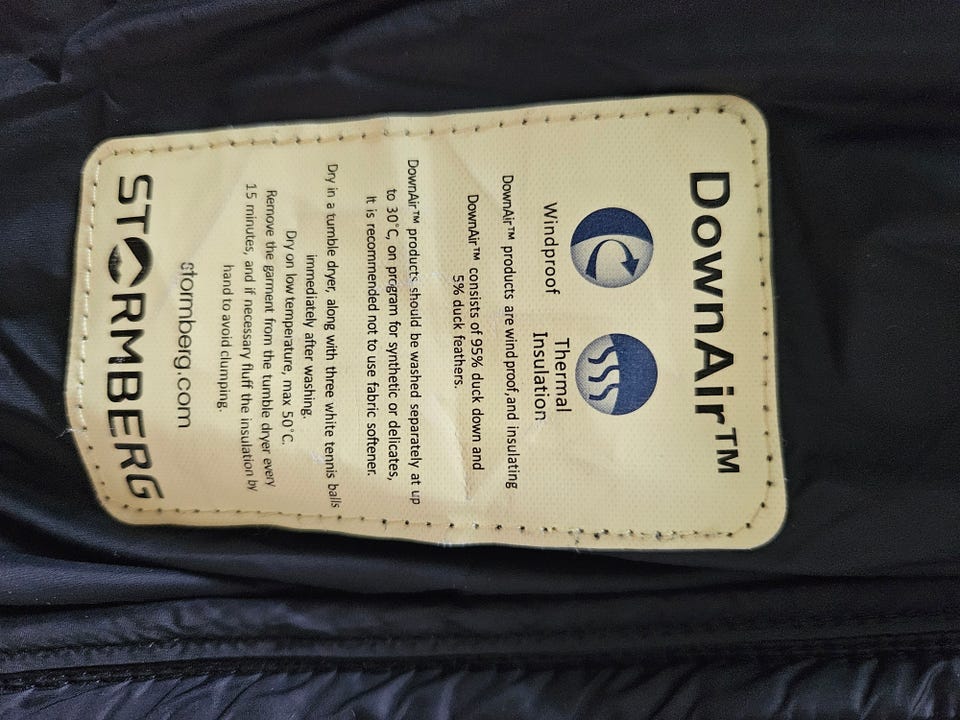 DownAir™
Windproof
Thermal
Insulation
DownAir™ products are windproof,and insulating
DownAir™ consists of 95% duck down and
5% duck feathers.
DownAir™ products should be washed separately at up
to 30°C, on program for synthetic or delicates,
It is recommended not to use fabric softener.
Dry in a tumble dryer, along with three white tennis balls
immediately after washing.
Dry on low temperature, max 50°C.
Remove the garment from the tumble dryer every
15 minutes, and if necessary fluff the insulation by
hand to avoid clumping.
stormberg.com
STORMBERG